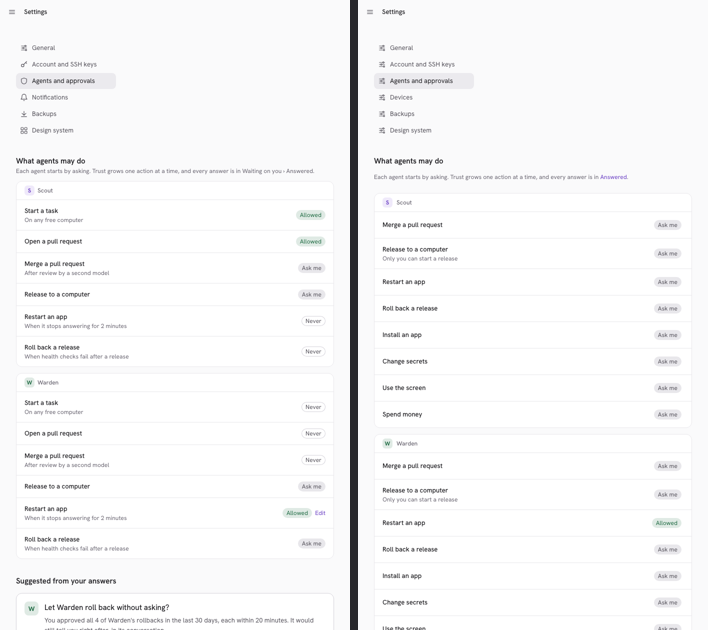 Settings
General
Account and SSH keys
Agents and approvals
Notifications
Backups
Design system
What agents may do
Each agent starts by asking. Trust grows one action at a time, and every answer is in Waiting on you › Answered.
S Scout
Start a task
On any free computer
Allowed
Open a pull request
Allowed
Merge a pull request
After review by a second model
Ask me
Release to a computer
Ask me
Restart an app
When it stops answering for 2 minutes
Never
Roll back a release
When health checks fail after a release
Never
W Warden
Start a task
On any free computer
Never
Open a pull request
Never
Merge a pull request
After review by a second model
Never
Release to a computer
Ask me
Restart an app
When it stops answering for 2 minutes
Allowed Edit
Roll back a release
When health checks fail after a release
Ask me
Suggested from your answers
W Let Warden roll back without asking?
You approved all 4 of Warden's rollbacks in the last 30 days, each within 20 minutes. It would
still tell you right after, in its conversation.
Settings
General
Account and SSH keys
Agents and approvals
Devices
Backups
Design system
What agents may do
Each agent starts by asking. Trust grows one action at a time, and every answer is in Answered.
S Scout
Merge a pull request
Ask me
Release to a computer
Only you can start a release
Ask me
Restart an app
Ask me
Roll back a release
Ask me
Install an app
Ask me
Change secrets
Ask me
Use the screen
Ask me
Spend money
Ask me
W Warden
Merge a pull request
Ask me
Release to a computer
Only you can start a release
Ask me
Restart an app
Allowed
Roll back a release
Ask me
Install an app
Ask me
Change secrets
Ask me
Use the screen
Ask me